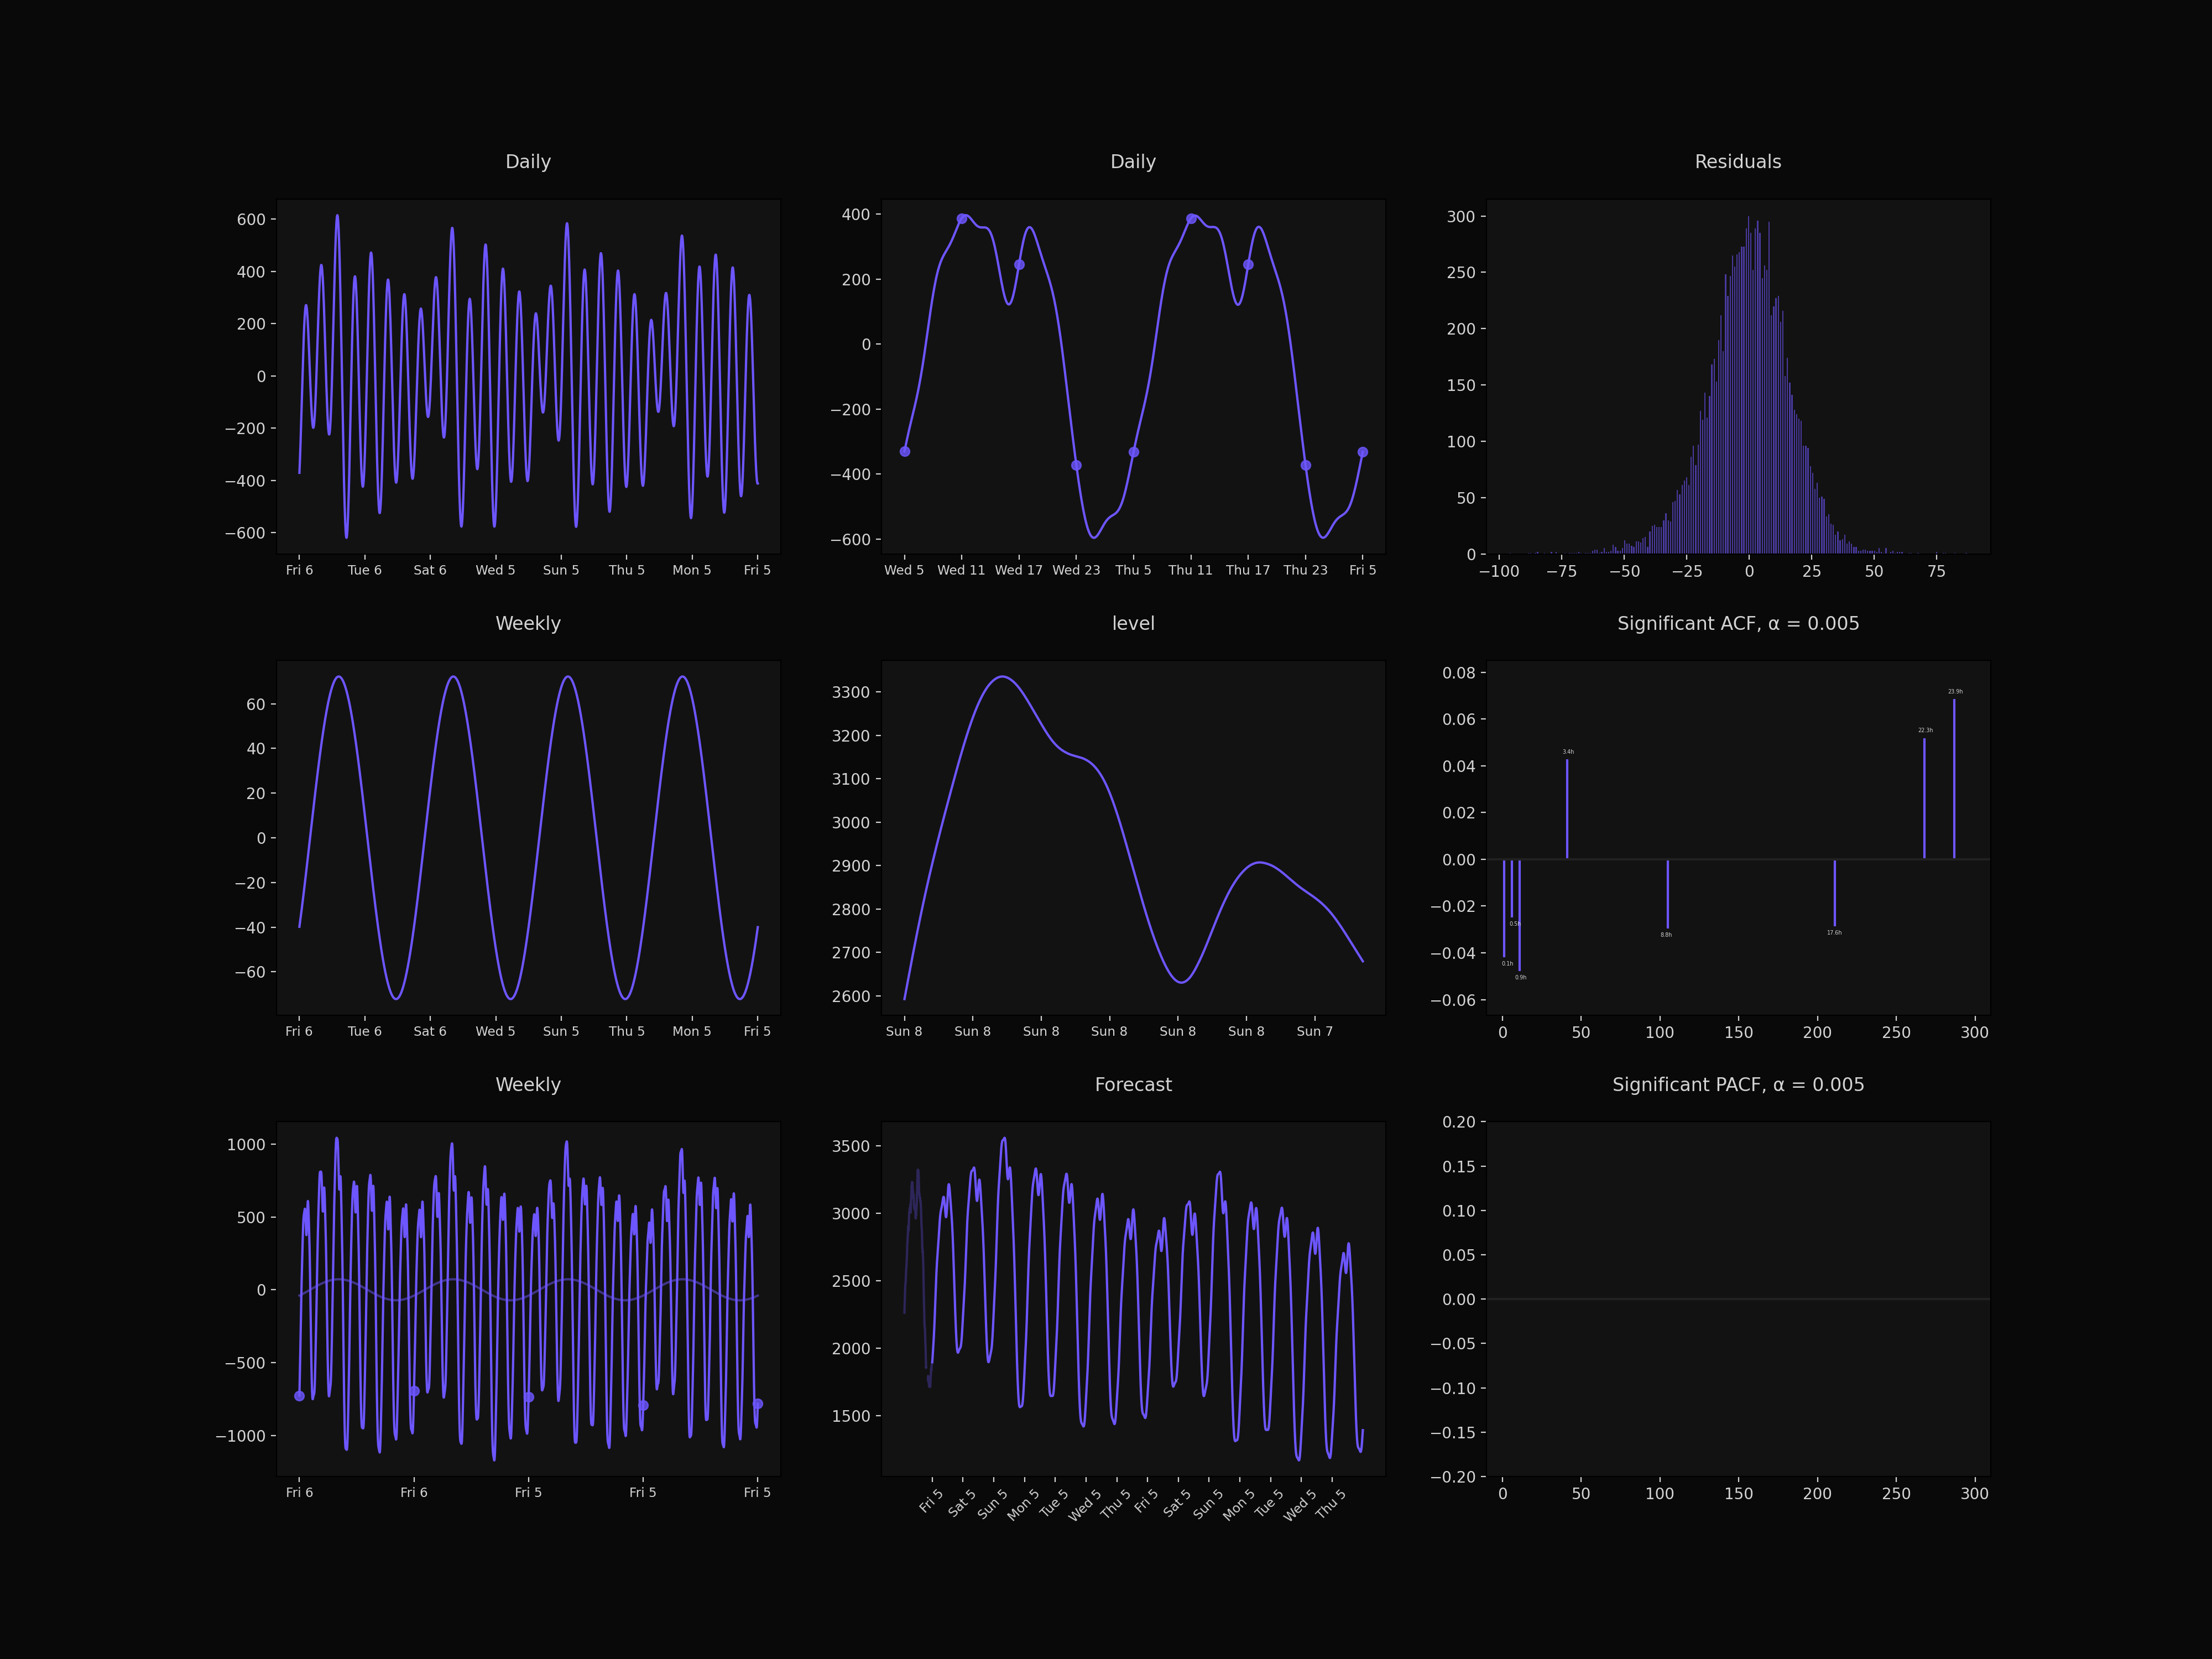 Daily
600
400
200
0
−200
−400
−600
Fri 6 Tue 6 Sat 6 Wed 5 Sun 5 Thu 5 Mon 5 Fri 5
Daily
400
200
0
−200
−400
−600
Wed 5 Wed 11 Wed 17 Wed 23 Thu 5 Thu 11 Thu 17 Thu 23 Fri 5
Residuals
300
250
200
150
100
50
0
−100 −75 −50 −25 0 25 50 75
Weekly
60
40
20
0
−20
−40
−60
Fri 6 Tue 6 Sat 6 Wed 5 Sun 5 Thu 5 Mon 5 Fri 5
level
3300
3200
3100
3000
2900
2800
2700
2600
Sun 8 Sun 8 Sun 8 Sun 8 Sun 8 Sun 8 Sun 7
Significant ACF, α = 0.005
0.08
0.06
0.04
0.02
0.00
−0.02
−0.04
−0.06
23.9h
22.3h
3.4h
0.5h
8.8h
17.6h
0.1h
0.9h
0 50 100 150 200 250 300
Weekly
1000
500
0
−500
−1000
Fri 6 Fri 6 Fri 5 Fri 5 Fri 5
Forecast
3500
3000
2500
2000
1500
Fri 5 Sat 5 Sun 5 Mon 5 Tue 5 Wed 5 Thu 5 Fri 5 Sat 5 Sun 5 Mon 5 Tue 5 Wed 5 Thu 5
Significant PACF, α = 0.005
0.20
0.15
0.10
0.05
0.00
−0.05
−0.10
−0.15
−0.20
0 50 100 150 200 250 300